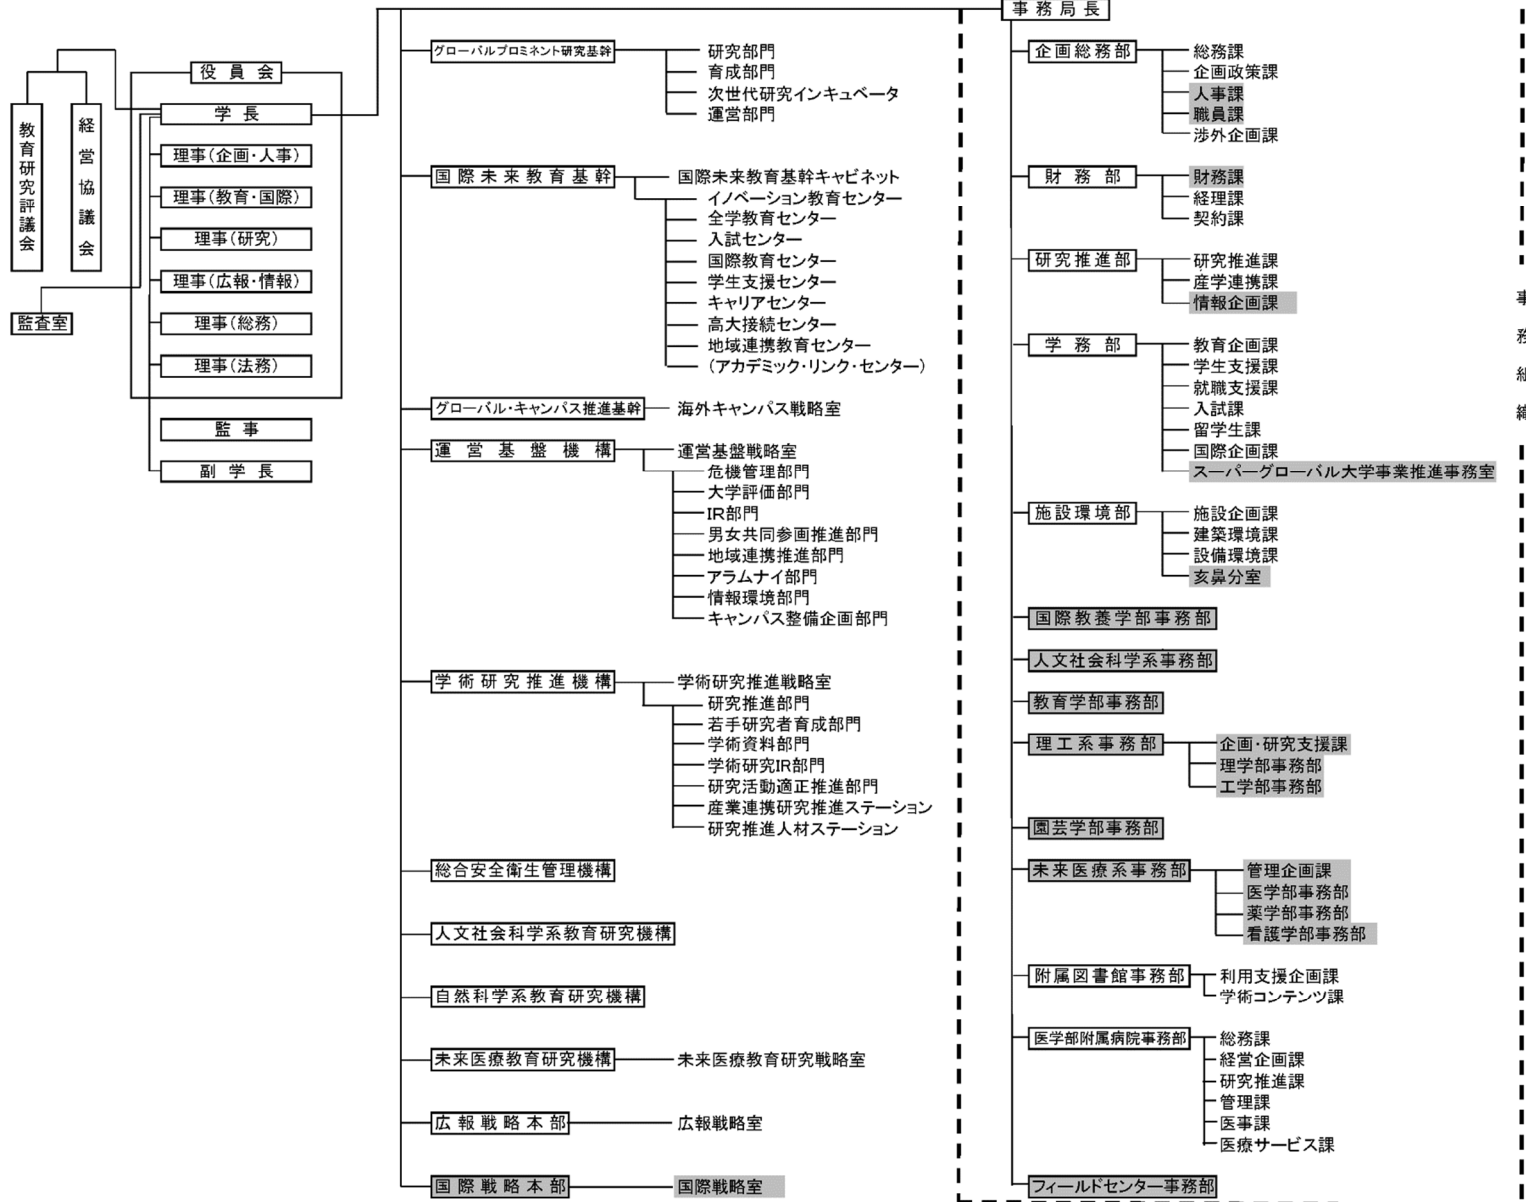 教育研究評議会
経営協議会
役員会
学長
理事(企画・人事)
理事(教育・国際)
理事(研究)
理事(広報・情報)
理事(総務)
理事(法務)
監査室
監事
副学長
グローバルプロミネント研究基幹
研究部門
育成部門
次世代研究インキュベータ
運営部門
国際未来教育基幹
国際未来教育基幹キャビネット
イノベーション教育センター
全学教育センター
入試センター
国際教育センター
学生支援センター
キャリアセンター
高大接続センター
地域連携教育センター
(アカデミック・リンク・センター)
グローバル・キャンパス推進基幹
海外キャンパス戦略室
運営基盤機構
運営基盤戦略室
危機管理部門
大学評価部門
IR部門
男女共同参画推進部門
地域連携推進部門
アラムナイ部門
情報環境部門
キャンパス整備企画部門
学術研究推進機構
学術研究推進戦略室
研究推進部門
若手研究者育成部門
学術資料部門
学術研究IR部門
研究活動適正推進部門
産業連携研究推進ステーション
研究推進人材ステーション
総合安全衛生管理機構
人文社会科学系教育研究機構
自然科学系教育研究機構
未来医療教育研究機構
未来医療教育研究戦略室
広報戦略本部
広報戦略室
国際戦略本部
国際戦略室
事務局長
企画総務部
総務課
企画政策課
人事課
職員課
渉外企画課
財務部
財務課
経理課
契約課
研究推進部
研究推進課
産学連携課
情報企画課
学務部
教育企画課
学生支援課
就職支援課
入試課
留学生課
国際企画課
スーパーグローバル大学事業推進事務室
施設環境部
施設企画課
建築環境課
設備環境課
亥鼻分室
国際教養学部事務部
人文社会科学系事務部
教育学部事務部
理工系事務部
企画・研究支援課
理学部事務部
工学部事務部
園芸学部事務部
未来医療系事務部
管理企画課
医学部事務部
薬学部事務部
看護学部事務部
附属図書館事務部
利用支援企画課
学術コンテンツ課
医学部附属病院事務部
総務課
経営企画課
研究推進課
管理課
医事課
医療サービス課
フィールドセンター事務部